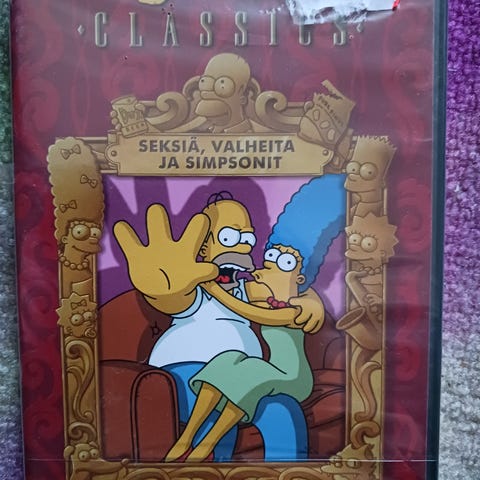 CLASSICS
SEKSIÄ, VALHEITA
JA SIMPSONIT